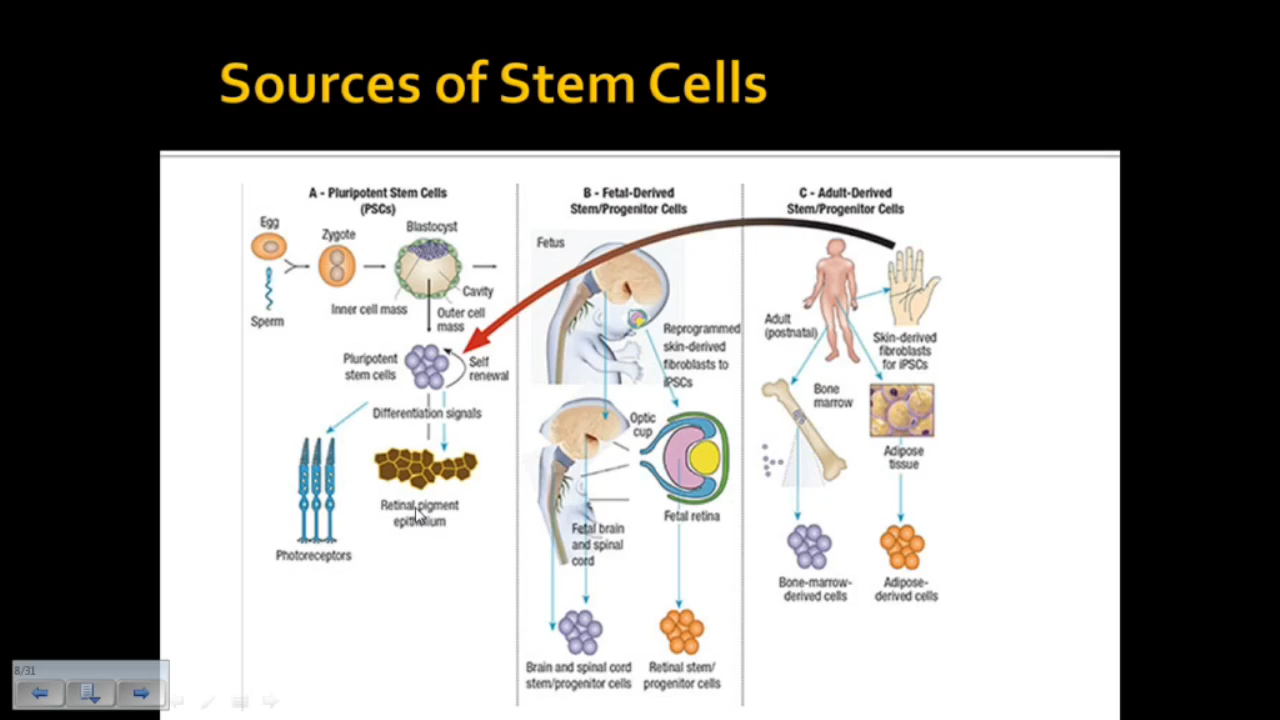 Sources of Stem Cells
A - Pluripotent Stem Cells
(PSCs)
Egg
Zygote
Blastocyst
Sperm
Inner cell mass
Cavity
Outer cell
mass
Pluripotent
stem cells
Self
renewal
Differentiation signals
Retinal pigment
epithelium
Photoreceptors
B - Fetal-Derived
Stem/Progenitor Cells
Fetus
Reprogrammed
skin-derived
fibroblasts to
iPSCs
Optic
cup
Fetal retina
Fetal brain
and spinal
cord
Brain and spinal cord
stem/progenitor cells
Retinal stem/
progenitor cells
C - Adult-Derived
Stem/Progenitor Cells
Adult
(postnatal)
Skin-derived
fibroblasts
for iPSCs
Bone
marrow
Adipose
tissue
Bone-marrow-
derived cells
Adipose-
derived cells
8/31